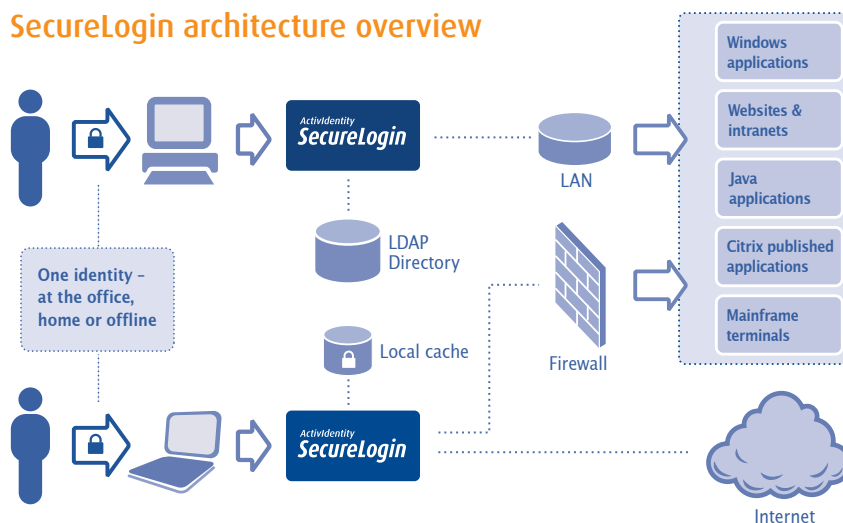 SecureLogin architecture overview
ActivIdentity
SecureLogin
LAN
LDAP
Directory
One identity –
at the office,
home or offline
Local cache
Firewall
ActivIdentity
SecureLogin
Windows
applications
Websites &
intranets
Java
applications
Citrix published
applications
Mainframe
terminals
Internet